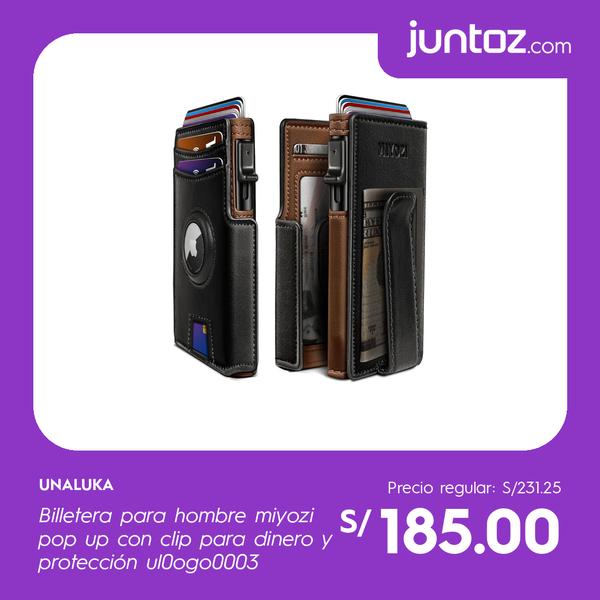 juntoz.com
MIYOZI
UNALUKA
Billetera para hombre miyozi
pop up con clip para dinero y
protección ul0ogo0003
Precio regular: S/231.25
S/185.00